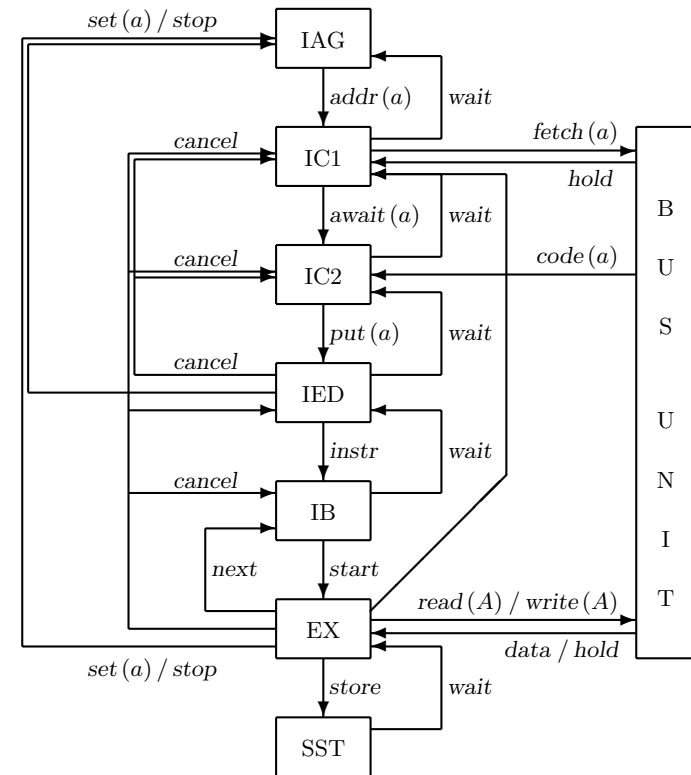 set (a) / stop
IAG
addr (a)
wait
cancel
fetch (a)
IC1
hold
await (a)
wait
cancel
code (a)
IC2
put (a)
wait
cancel
IED
instr
wait
cancel
IB
next
start
read (A) / write (A)
EX
data / hold
set (a) / stop
store
wait
SST
B
U
S
U
N
I
T